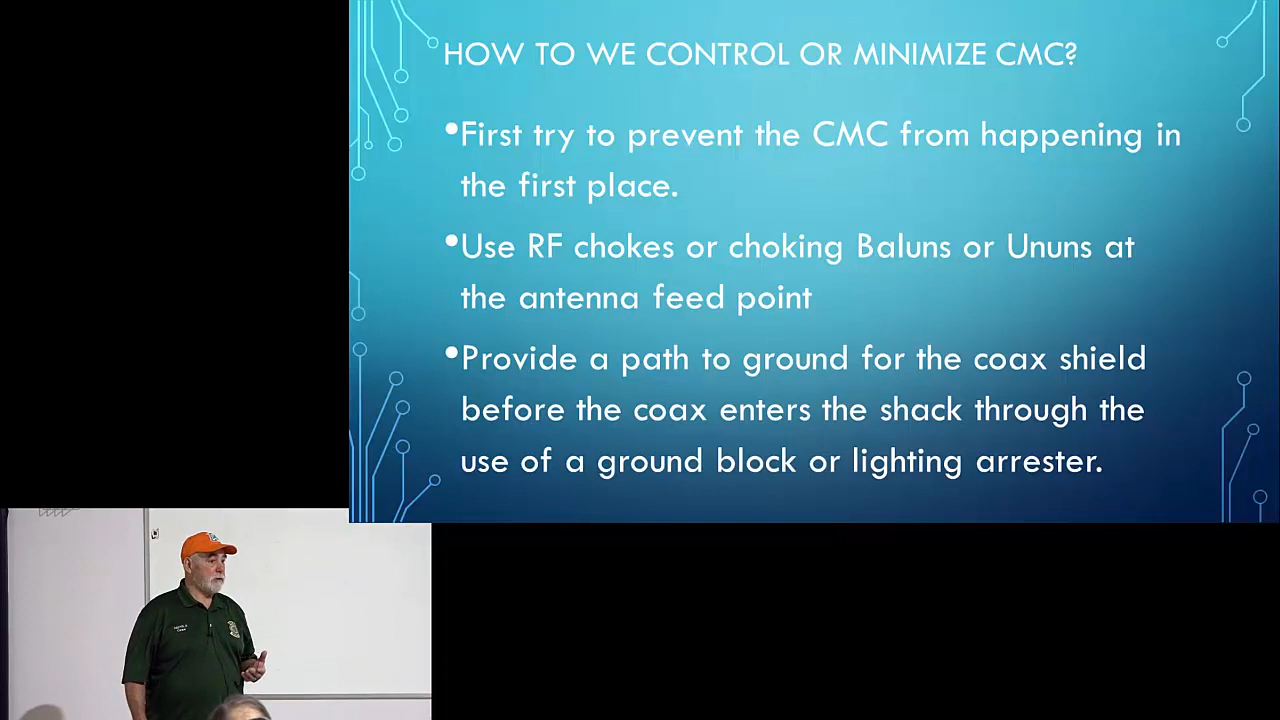 HOW TO WE CONTROL OR MINIMIZE CMC?
•First try to prevent the CMC from happening in
the first place.
•Use RF chokes or choking Baluns or Ununs at
the antenna feed point
•Provide a path to ground for the coax shield
before the coax enters the shack through the
use of a ground block or lighting arrester.